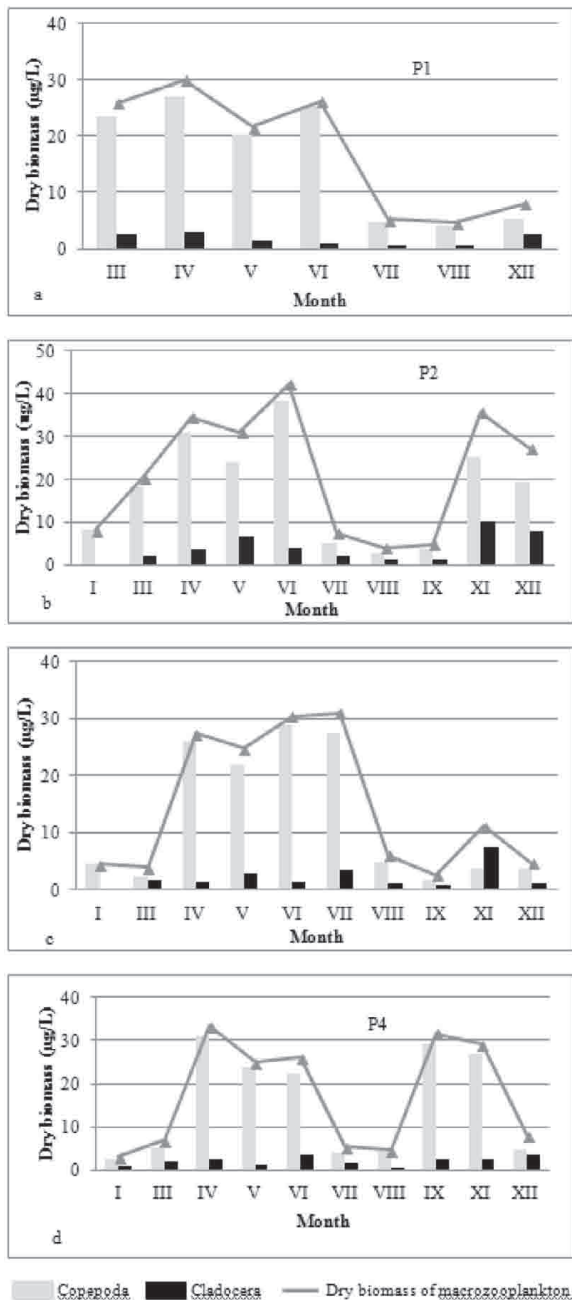 40
30
20
10
0
Dry biomass (µg/L)
P1
III IV V VI VII VIII XII
Month
a
50
40
30
20
10
0
Dry biomass (µg/L)
P2
I III IV V VI VII VIII IX XI XII
Month
b
40
30
20
10
0
Dry biomass (µg/L)
I III IV V VI VII VIII IX XI XII
Month
c
40
30
20
10
0
Dry biomass (µg/L)
P4
I III IV V VI VII VIII IX XI XII
Month
d
Copepoda Cladocera Dry biomass of macrozooplankton